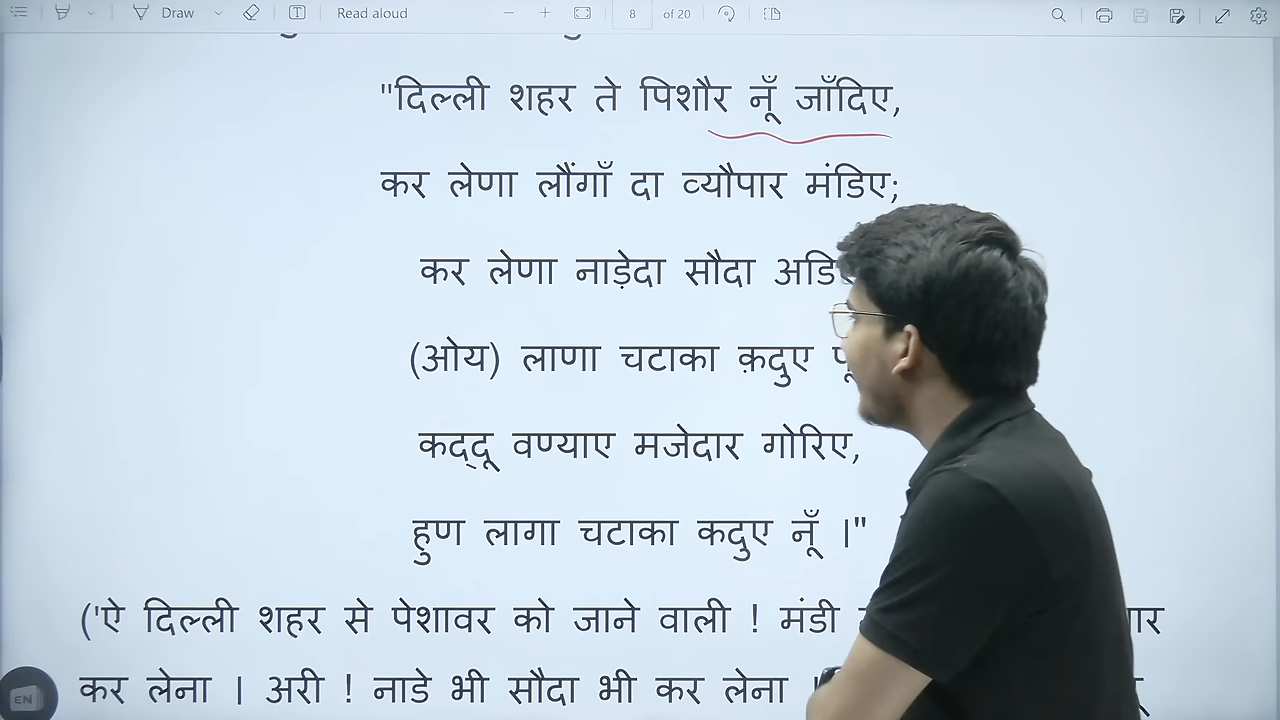 Draw
Read aloud
8 of 20
"दिल्ली शहर ते पिशौर नूँ जाँदिए,
कर लेणा लौंगाँ दा व्यौपार मंडिए;
कर लेणा नाड़ेदा सौदा
(ओय) लाणा चटाका क़दुए
कद्दू वण्याए मजेदार गोरिए,
हुण लागा चटाका कदुए नूँ ।"
('ऐ दिल्ली शहर से पेशावर को जाने वाली ! मंडी
कर लेना । अरी ! नाडे भी सौदा भी कर लेना
EN